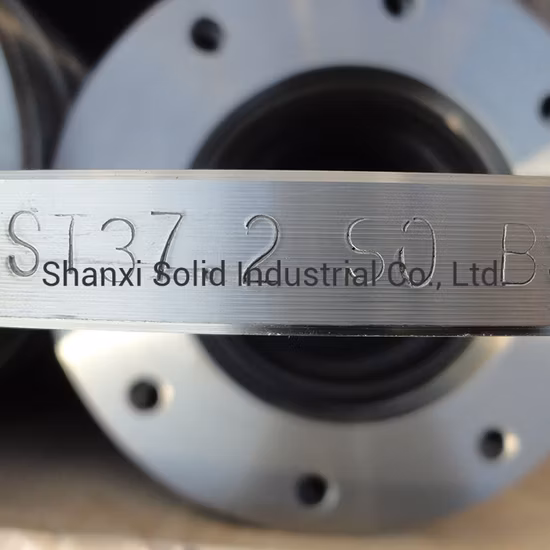 ST37.2 SO B
Shanxi Solid Industrial Co., Ltd.